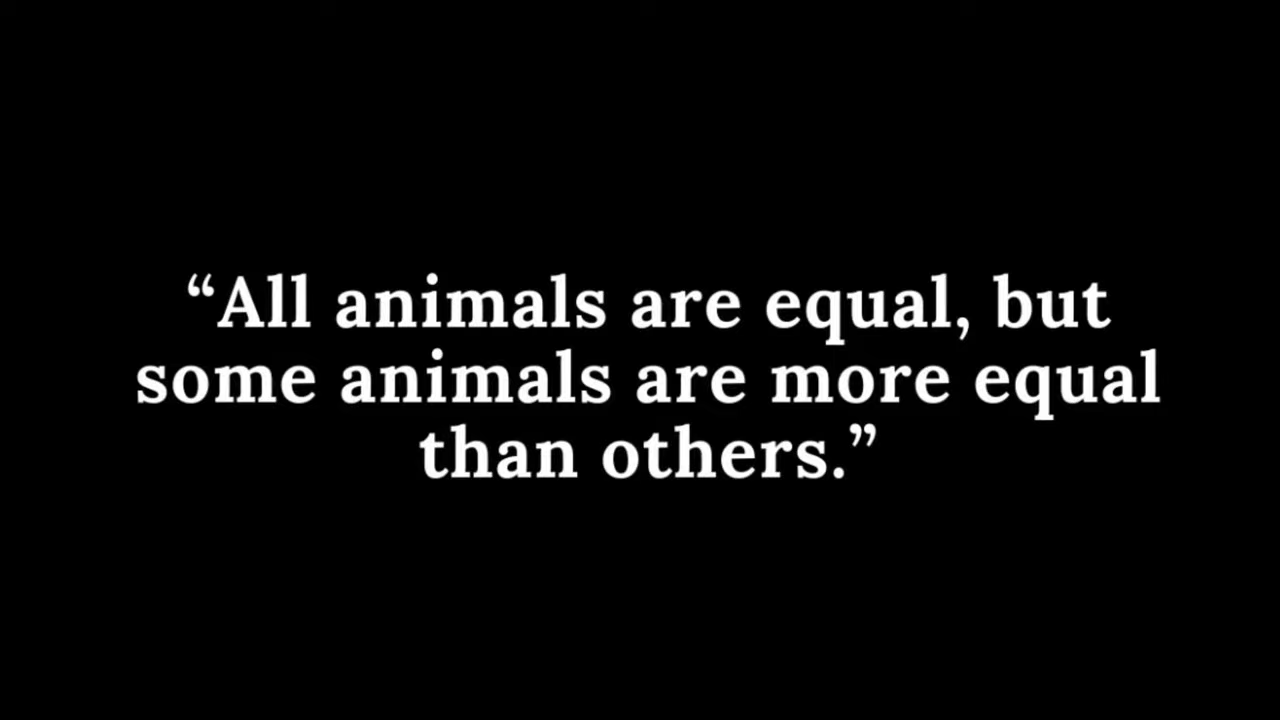 “All animals are equal, but
some animals are more equal
than others.”